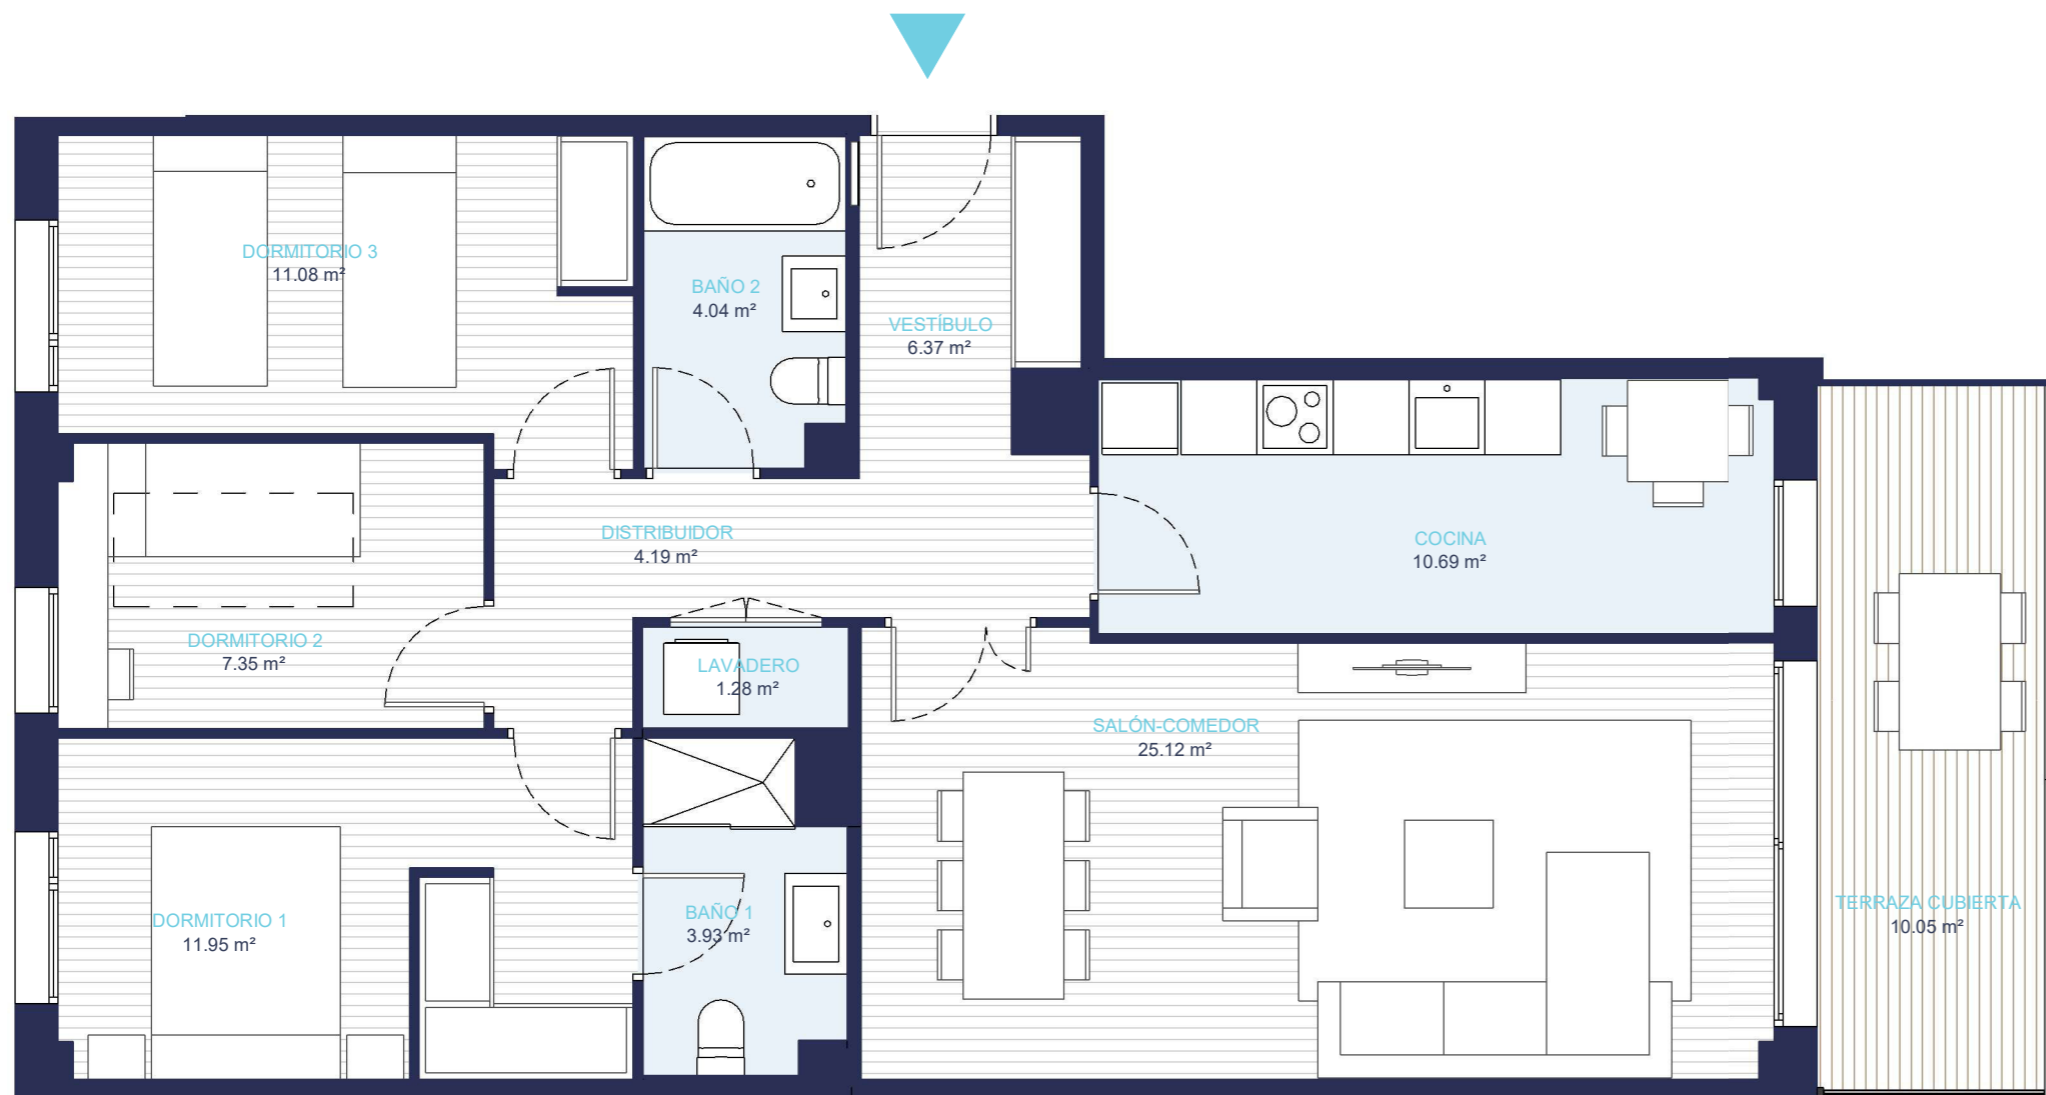 DORMITORIO 3
11.08 m²
BAÑO 2
4.04 m²
VESTÍBULO
6.37 m²
DISTRIBUIDOR
4.19 m²
COCINA
10.69 m²
DORMITORIO 2
7.35 m²
LAVADERO
1.28 m²
SALÓN-COMEDOR
25.12 m²
DORMITORIO 1
11.95 m²
BAÑO 1
3.93 m²
TERRAZA CUBIERTA
10.05 m²